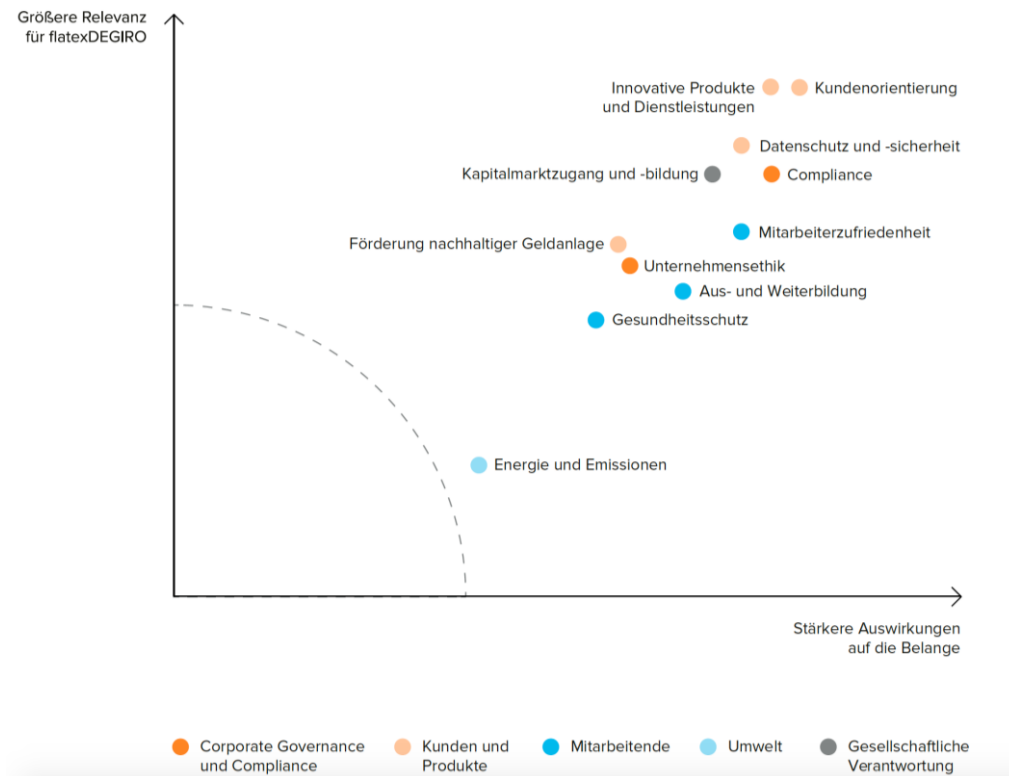 Größere Relevanz
für flatexDEGIRO
Innovative Produkte
und Dienstleistungen
Kundenorientierung
Datenschutz und -sicherheit
Kapitalmarktzugang und -bildung
Compliance
Mitarbeiterzufriedenheit
Förderung nachhaltiger Geldanlage
Unternehmensethik
Aus- und Weiterbildung
Gesundheitsschutz
Energie und Emissionen
Stärkere Auswirkungen
auf die Belange
Corporate Governance
und Compliance
Kunden und
Produkte
Mitarbeitende
Umwelt
Gesellschaftliche
Verantwortung